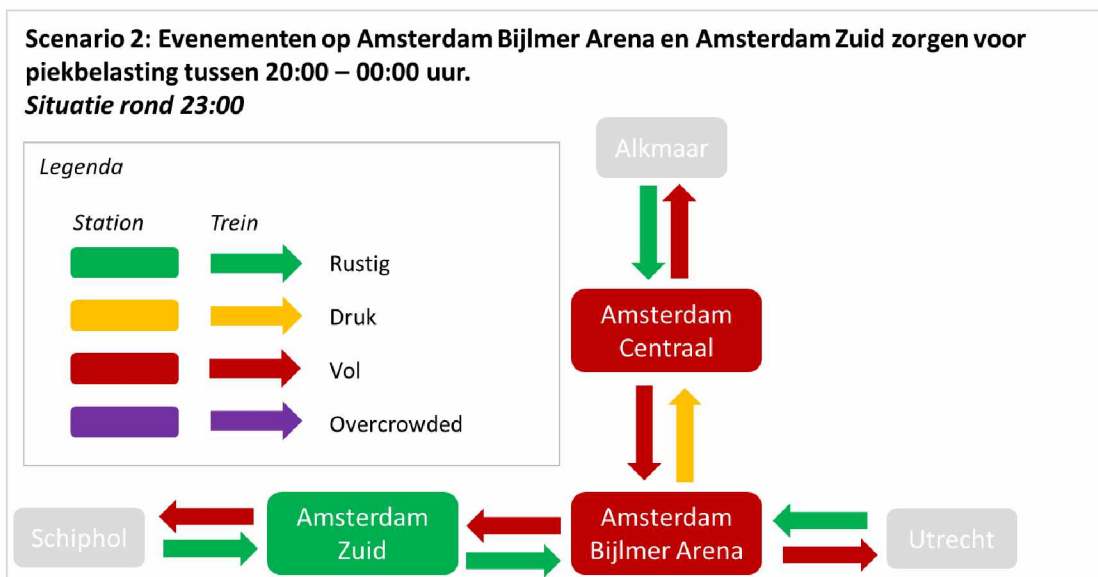 Scenario 2: Evenementen op Amsterdam Bijlmer Arena en Amsterdam Zuid zorgen voor
piekbelasting tussen 20:00 – 00:00 uur.
Situatie rond 23:00
Legenda
Station Trein
Rustig
Druk
Vol
Overcrowded
Alkmaar
Amsterdam
Centraal
Schiphol
Amsterdam
Zuid
Amsterdam
Bijlmer Arena
Utrecht